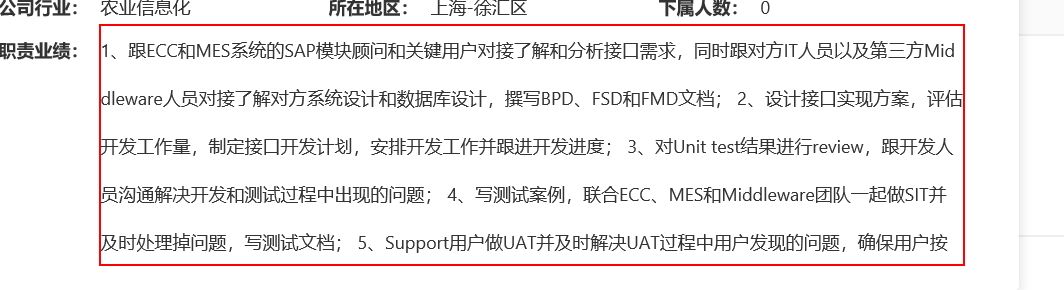 公司行业： 农业信息化 所在地区： 上海-徐汇区 下属人数： 0
职责业绩： 1、跟ECC和MES系统的SAP模块顾问和关键用户对接了解和分析接口需求，同时跟对方IT人员以及第三方Mid
dleware人员对接了解对方系统设计和数据库设计，撰写BPD、FSD和FMD文档； 2、设计接口实现方案，评估
开发工作量，制定接口开发计划，安排开发工作并跟进开发进度； 3、对Unit test结果进行review，跟开发人
员沟通解决开发和测试过程中出现的问题； 4、写测试案例，联合ECC、MES和Middleware团队一起做SIT并
及时处理掉问题，写测试文档； 5、Support用户做UAT并及时解决UAT过程中用户发现的问题，确保用户按